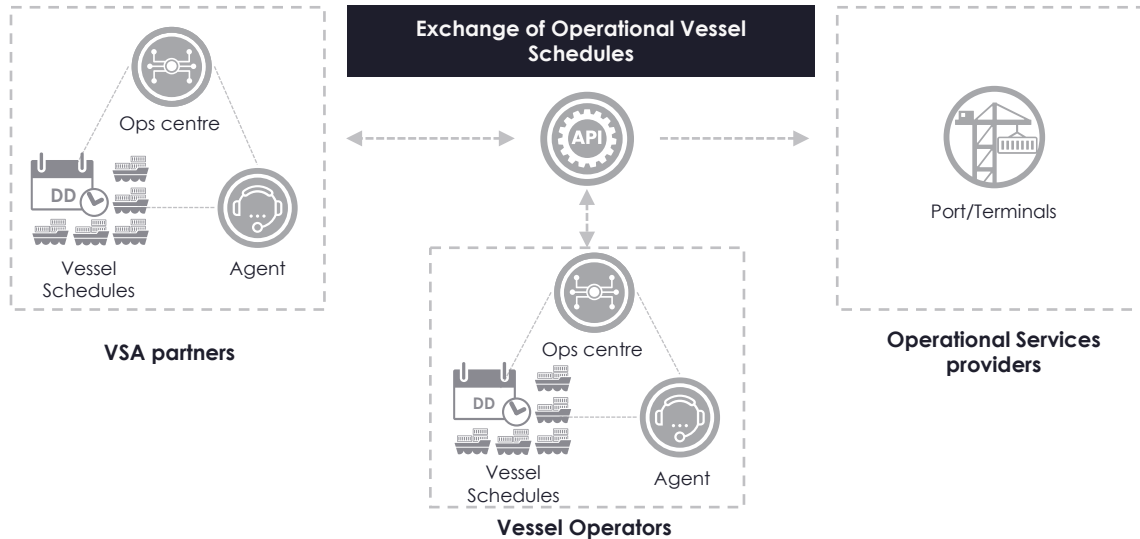 Exchange of Operational Vessel
Schedules
Ops centre
DD
Vessel
Schedules
Agent
VSA partners
API
Port/Terminals
Operational Services
providers
Ops centre
DD
Vessel
Schedules
Agent
Vessel Operators